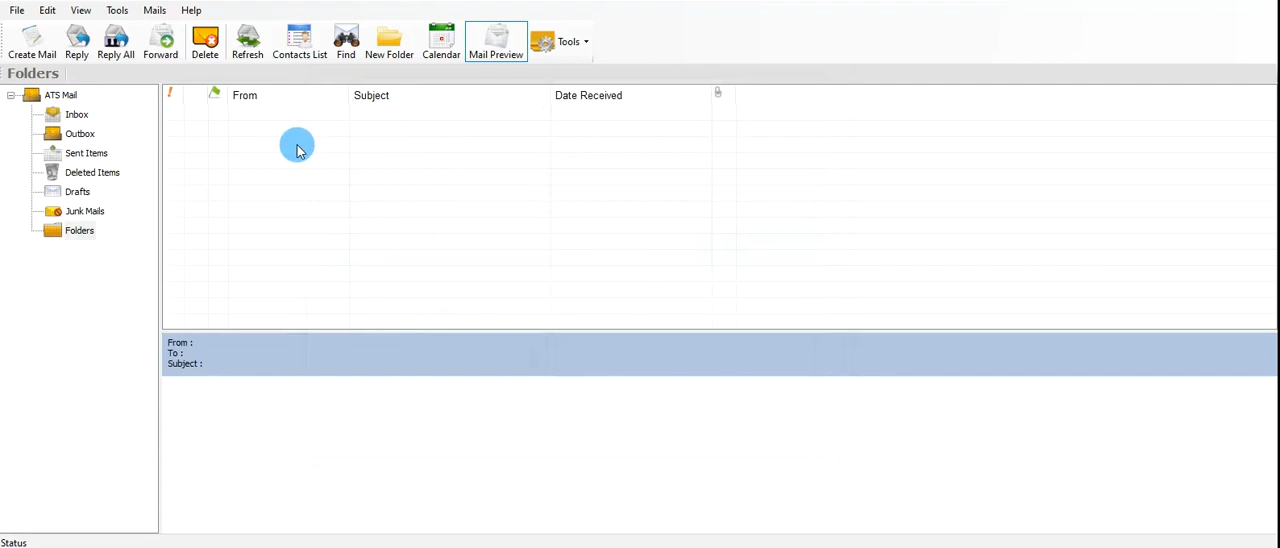 File Edit View Tools Mails Help
Create Mail Reply Reply All Forward Delete Refresh Contacts List Find New Folder Calendar Mail Preview Tools
Folders
ATS Mail
Inbox
Outbox
Sent Items
Deleted Items
Drafts
Junk Mails
Folders
! From Subject Date Received
From :
To :
Subject :
Status